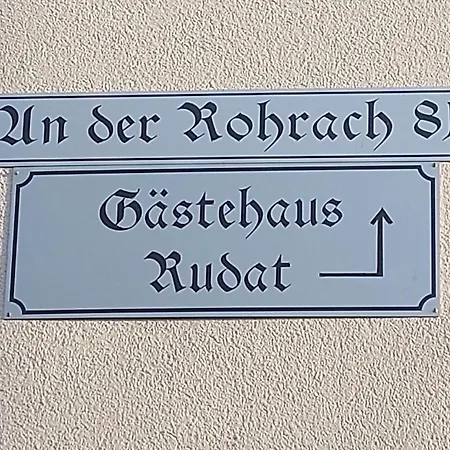 An der Rohrach 8
Gästehaus
Rudat